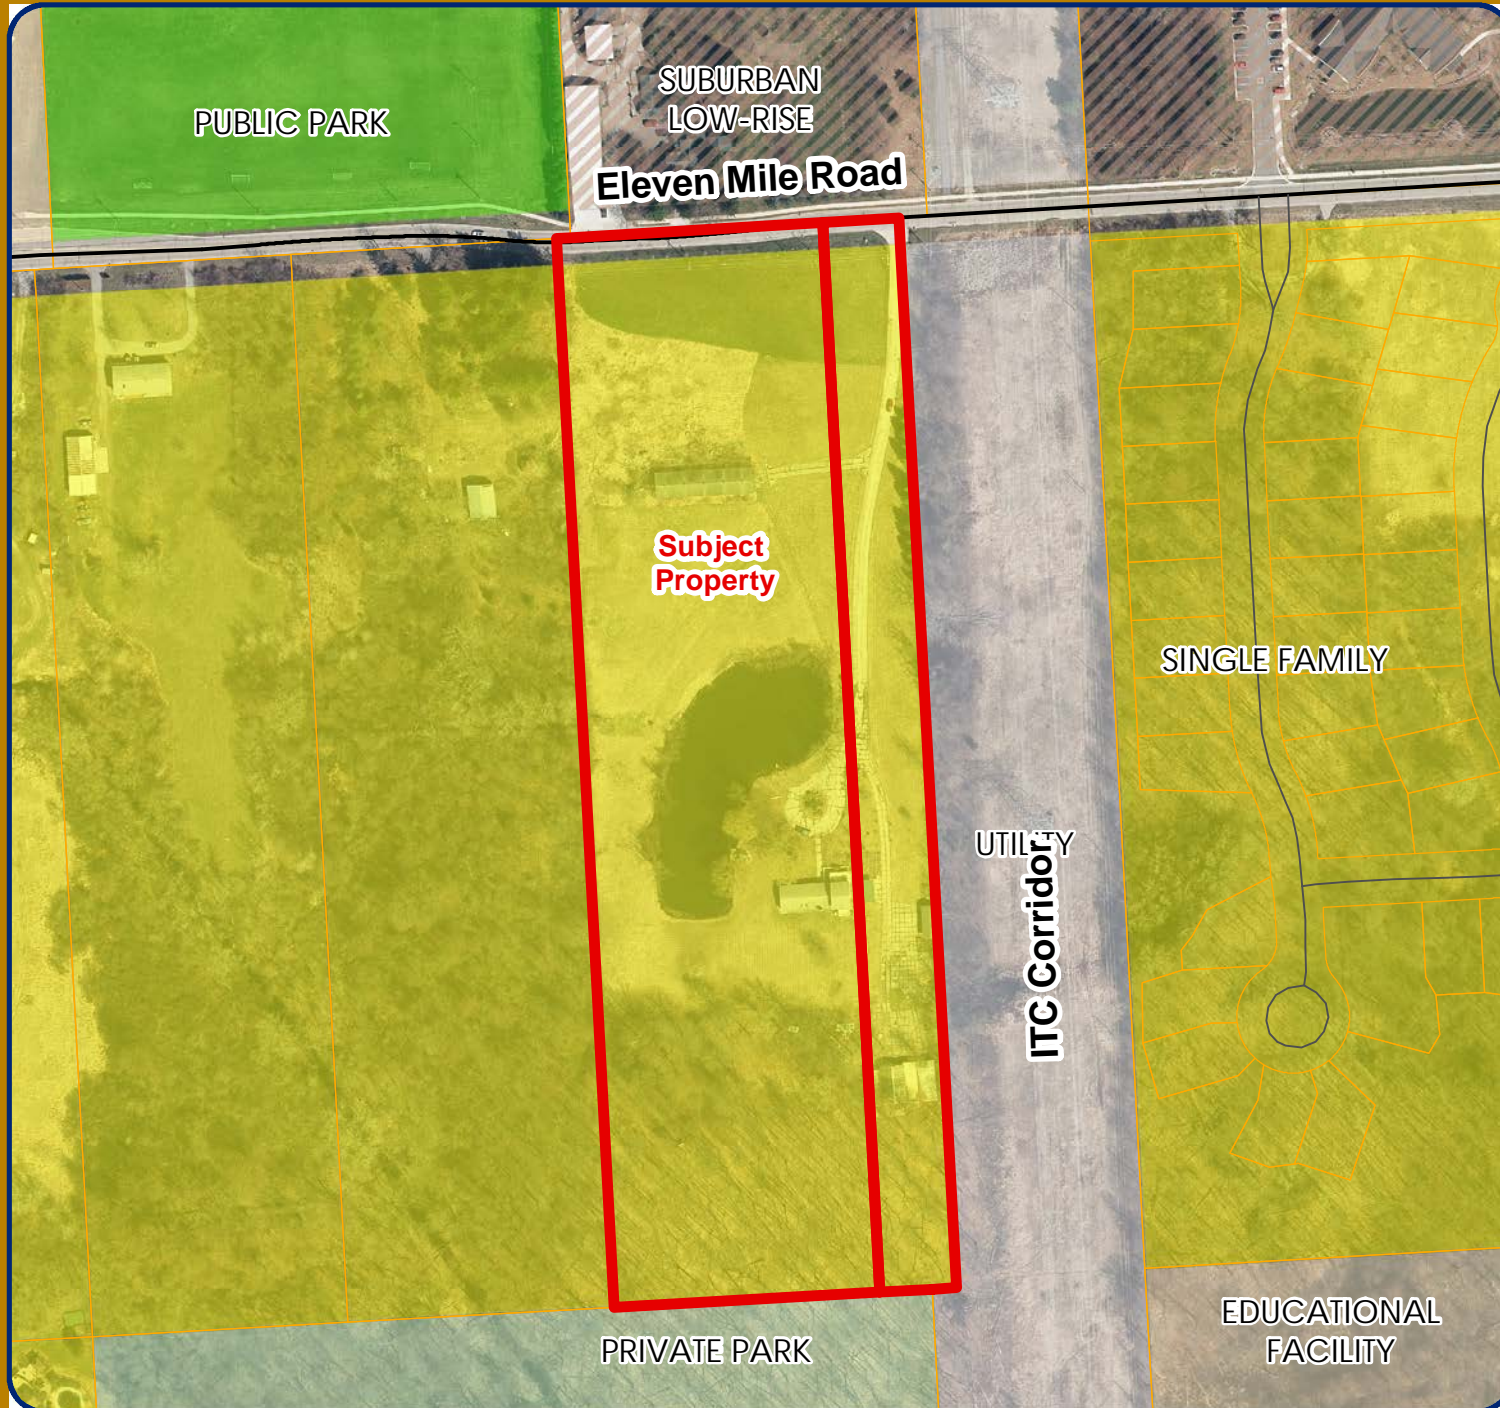 PUBLIC PARK
SUBURBAN
LOW-RISE
Eleven Mile Road
Subject
Property
SINGLE FAMILY
UTILITY
ITC Corridor
PRIVATE PARK
EDUCATIONAL
FACILITY